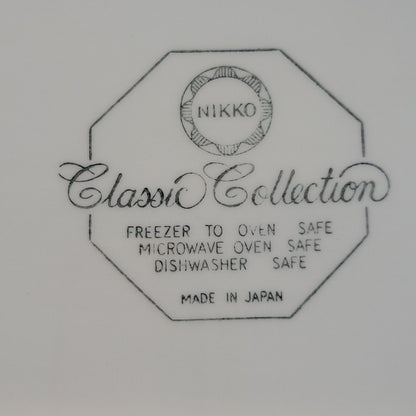 NIKKO
Classic Collection
FREEZER TO OVEN SAFE
MICROWAVE OVEN SAFE
DISHWASHER SAFE
MADE IN JAPAN